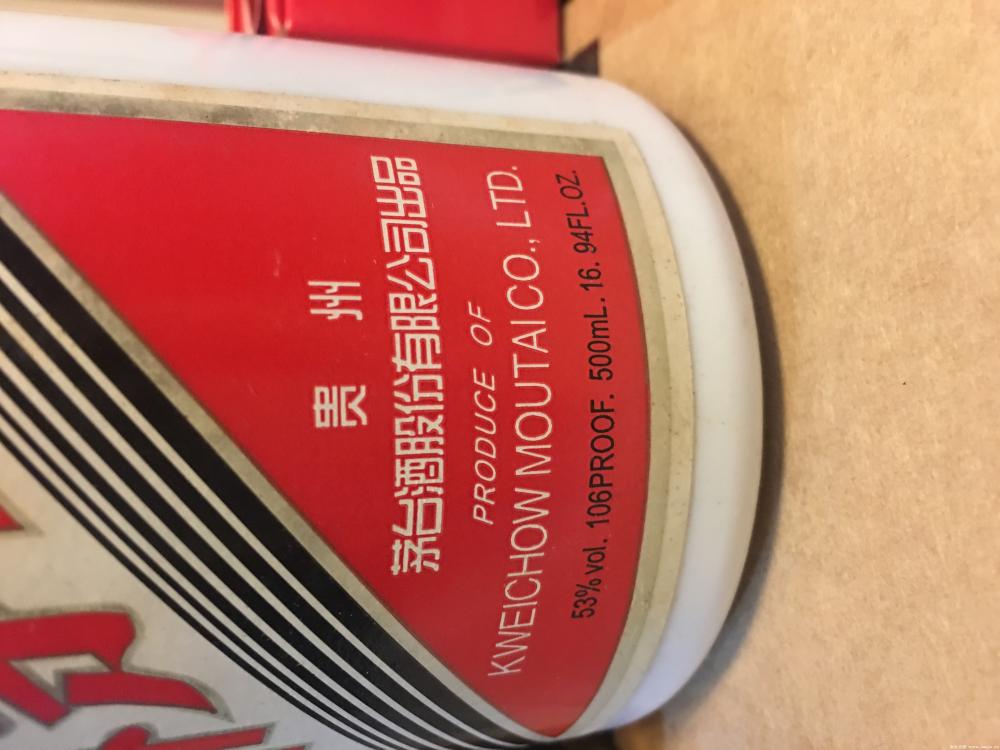 贵 州
茅台酒股份有限公司出品
PRODUCE OF
KWEICHOW MOUTAI CO., LTD.
53% vol. 106PROOF. 500mL. 16. 94FL.OZ.